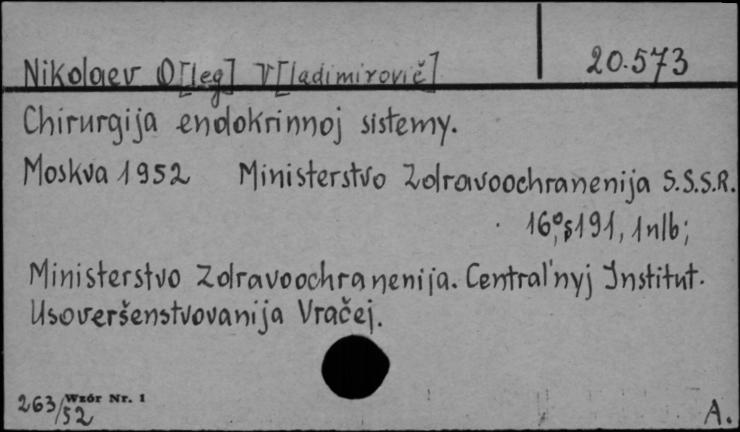 Nikolaev O[leg] V[ladimirovič] 20.573
Chirurgija endokrinnoj sistemy.
Moskva 1952 Ministerstvo Zdravoochranenija S.S.S.R.
16°, s 191, 1 nlb;
Ministerstvo Zdravoochranenija. Central'nyj Institut.
Usoveršenstvovanija Vračej.
263/52 Wzór Nr. 1 A.